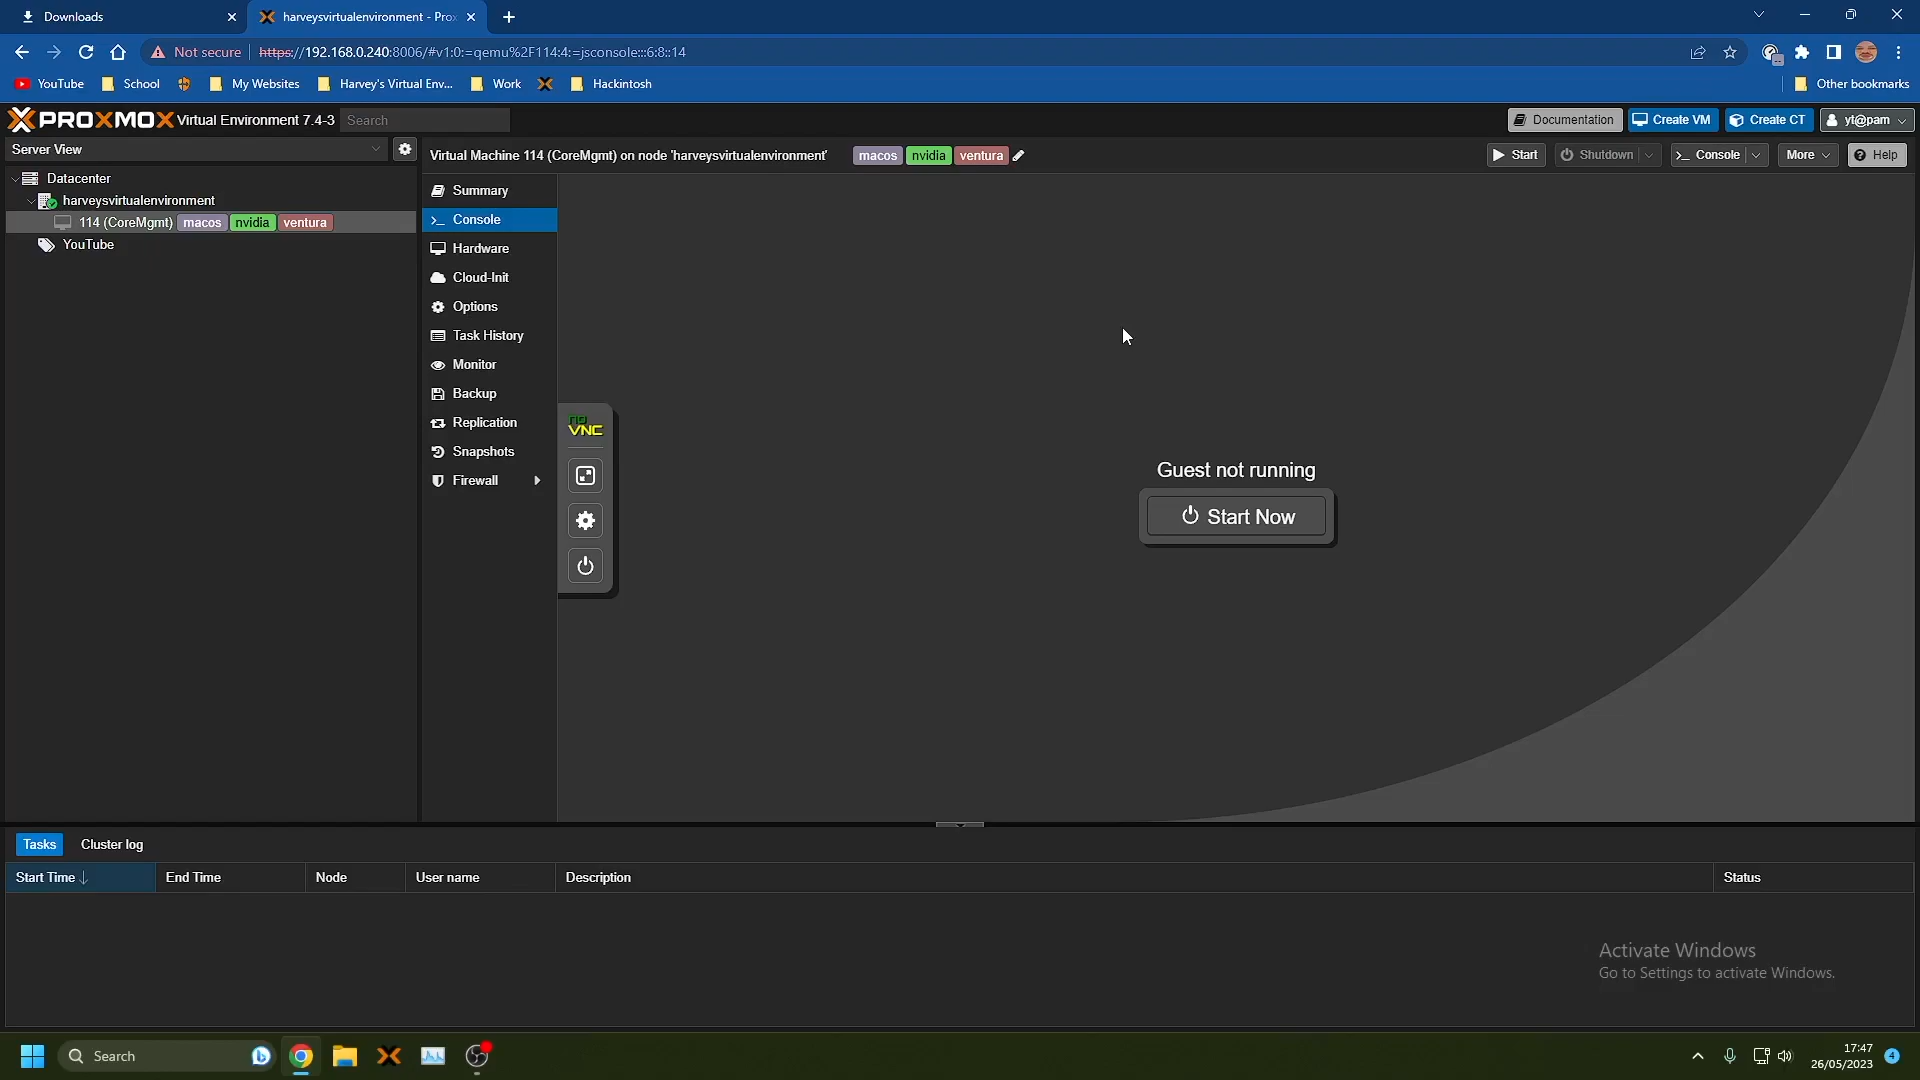 Downloads
harveysvirtualenvironment - Prox
Not secure https://192.168.0.240:8006/#v1:0:=qemu%2F114:4:=jsconsole:::6:8::14
YouTube School My Websites Harvey's Virtual Env... Work Hackintosh Other bookmarks
PROXMOX Virtual Environment 7.4-3 Search Documentation Create VM Create CT yt@pam
Server View
Virtual Machine 114 (CoreMgmt) on node 'harveysvirtualenvironment' macos nvidia ventura Start Shutdown Console More Help
Datacenter
harveysvirtualenvironment
114 (CoreMgmt) macos nvidia ventura
YouTube
Summary
Console
Hardware
Cloud-Init
Options
Task History
Monitor
Backup
Replication
Snapshots
Firewall
no
VNC
Guest not running
Start Now
Tasks Cluster log
Start Time End Time Node User name Description Status
Activate Windows
Go to Settings to activate Windows.
Search
17:47
26/05/2023
4